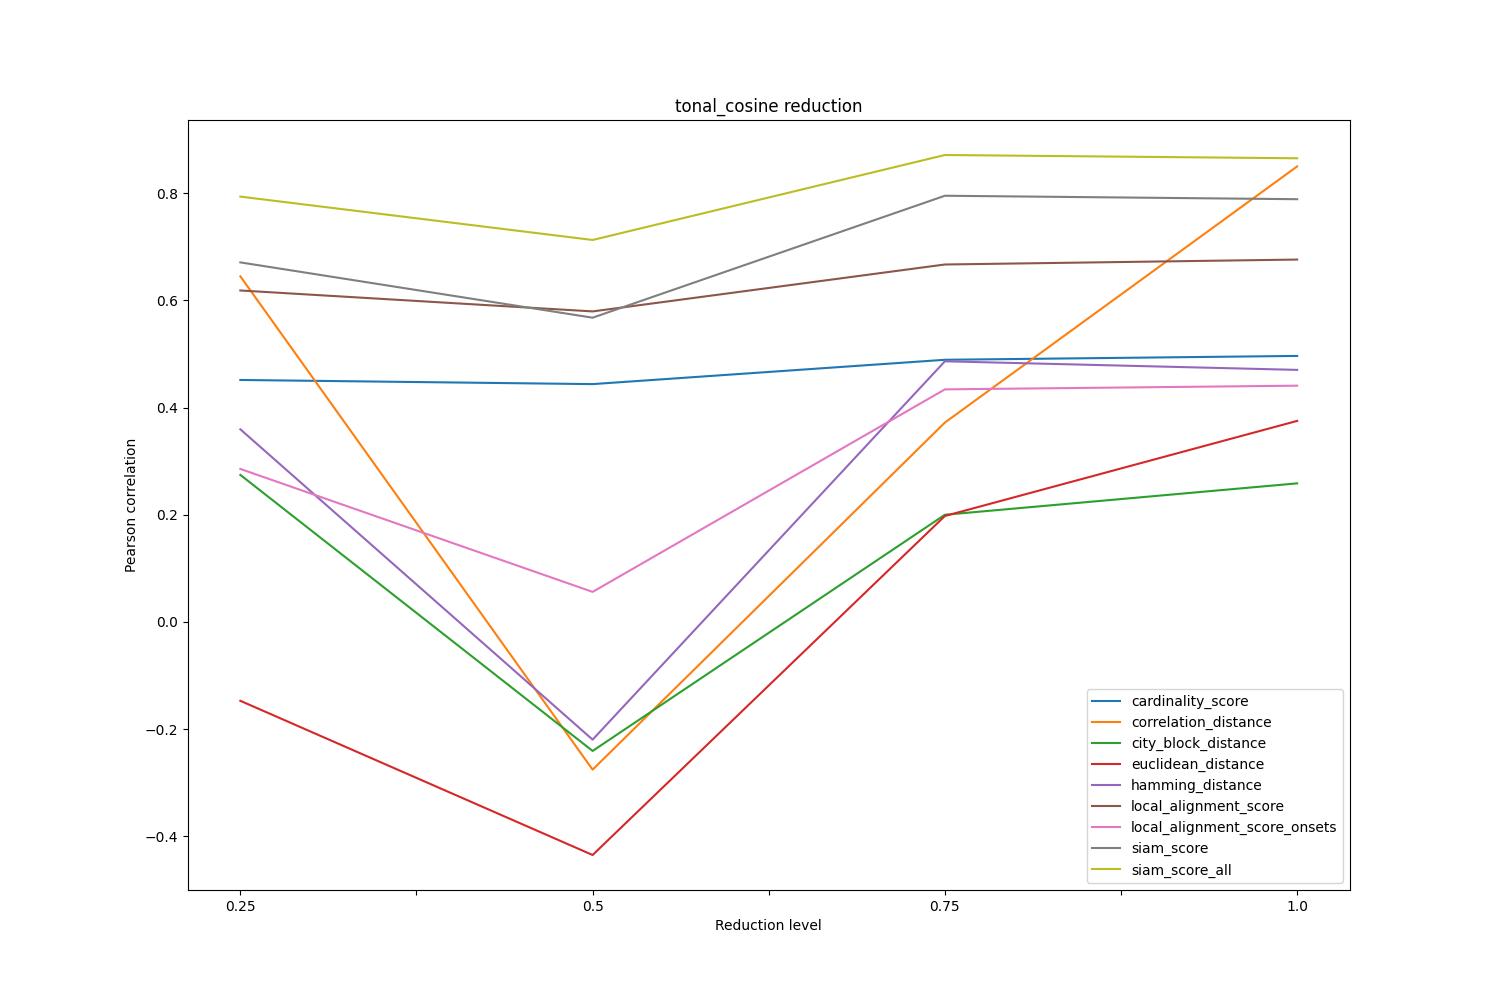 tonal_cosine reduction
0.8
0.6
0.4
0.2
0.0
−0.2
−0.4
Pearson correlation
0.25
0.5
0.75
1.0
Reduction level
cardinality_score
correlation_distance
city_block_distance
euclidean_distance
hamming_distance
local_alignment_score
local_alignment_score_onsets
siam_score
siam_score_all